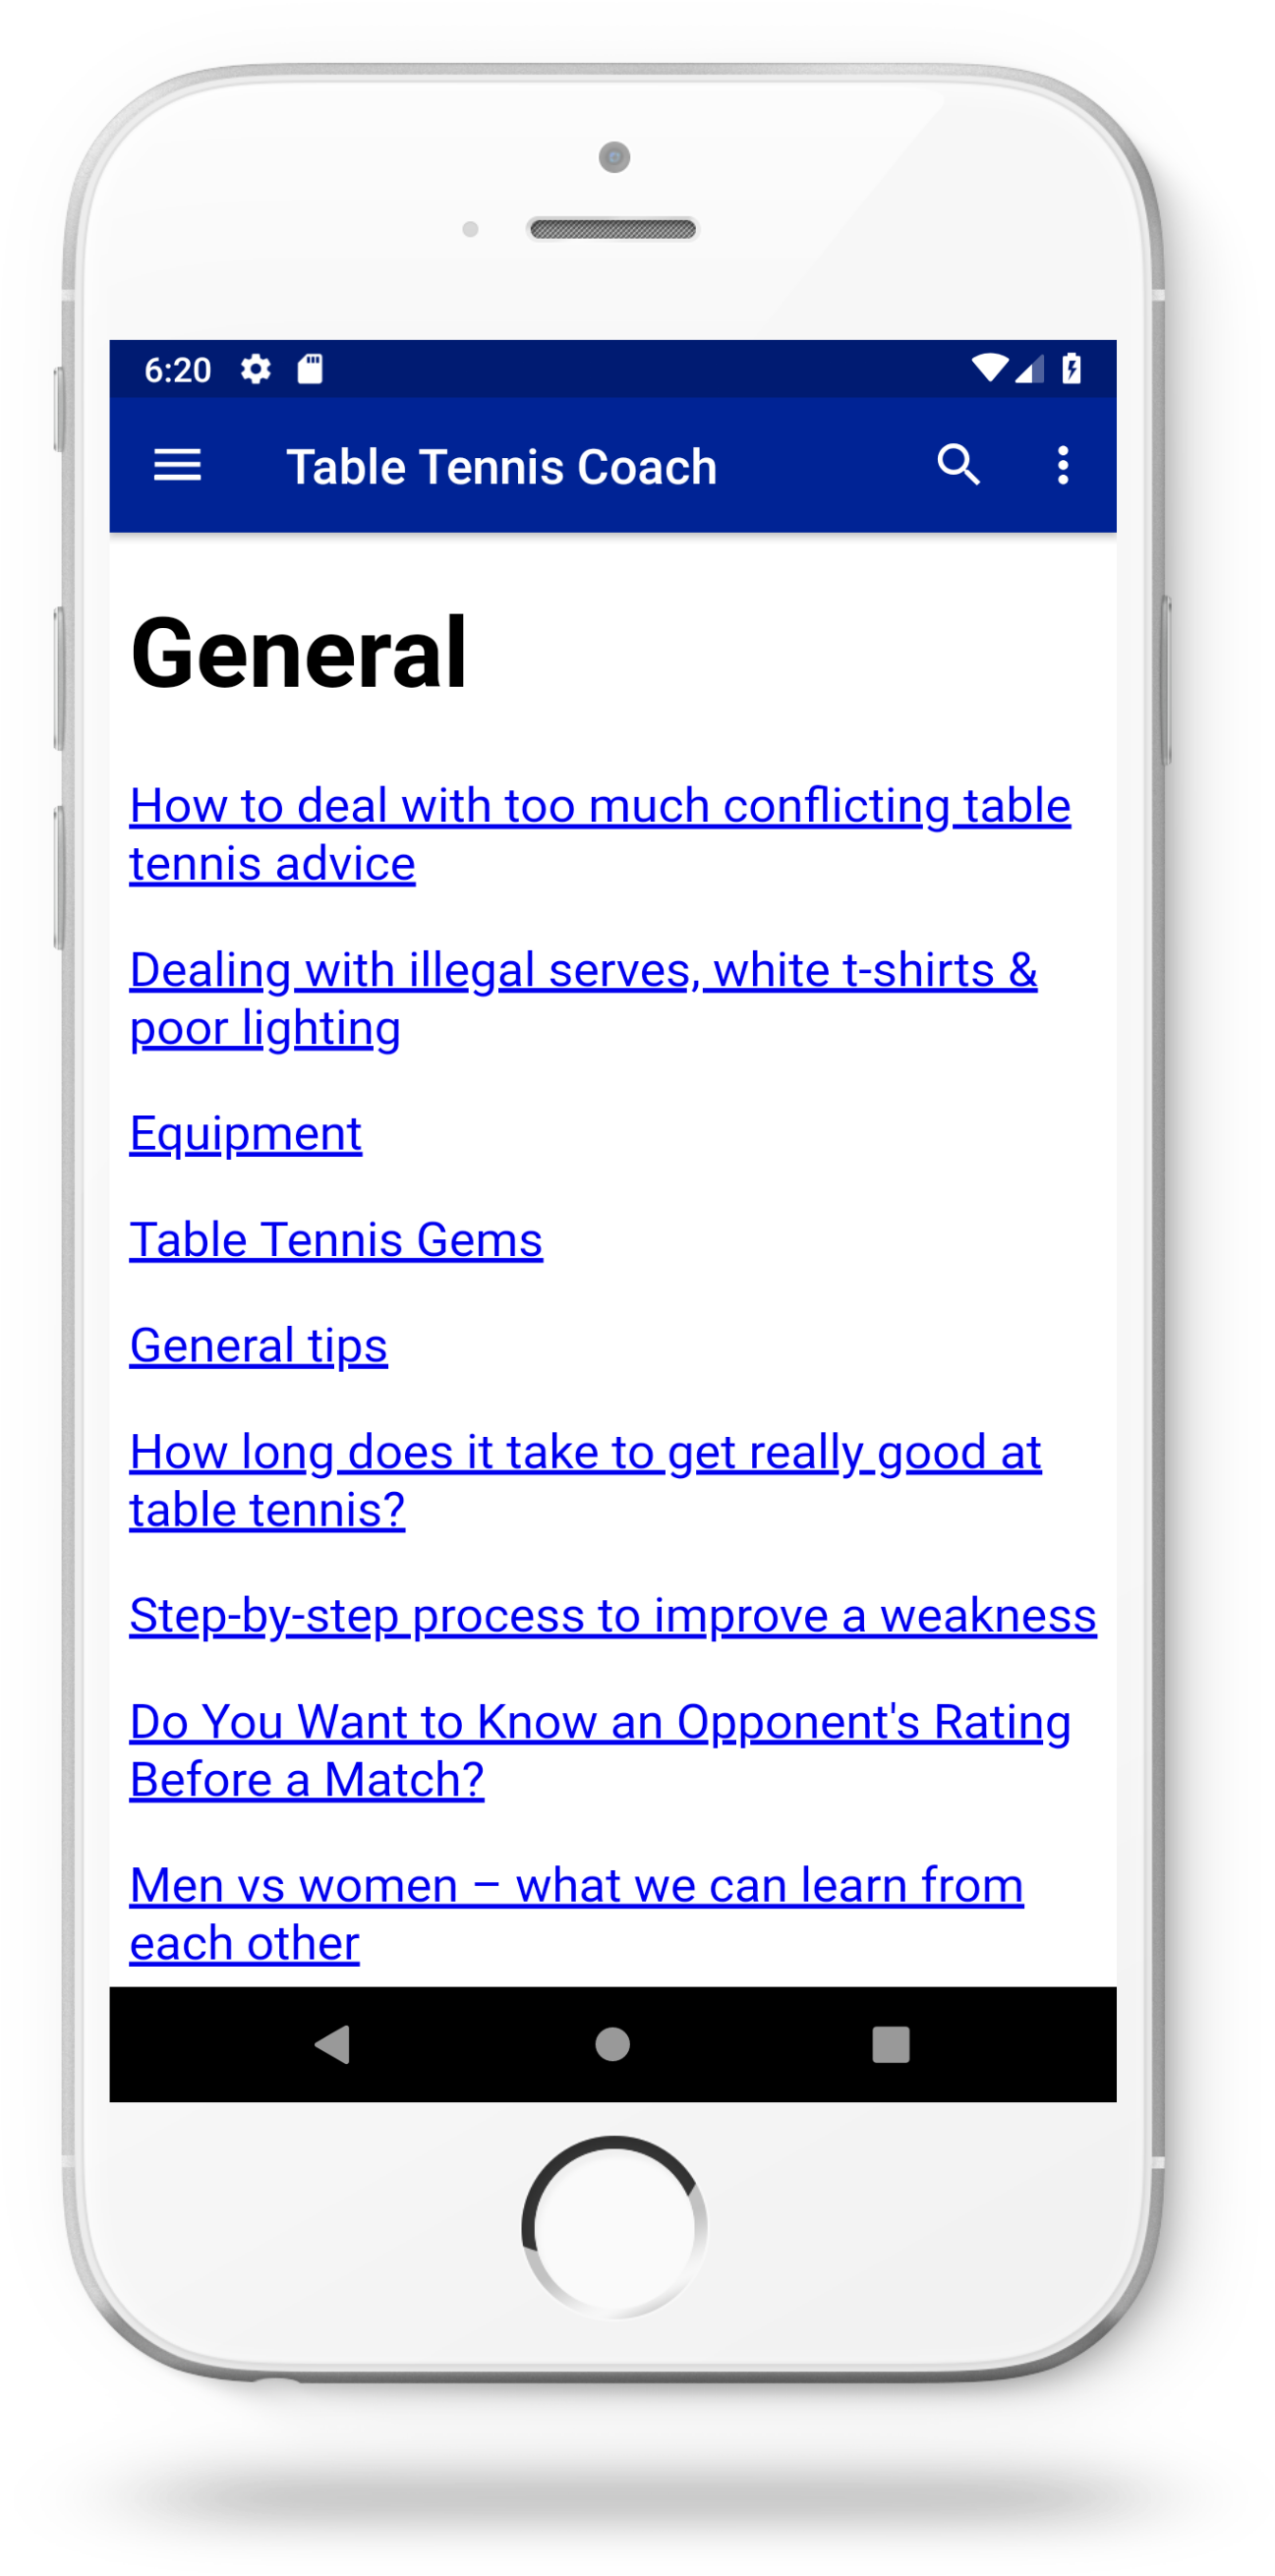 6:20
Table Tennis Coach
General
How to deal with too much conflicting table
tennis advice
Dealing with illegal serves, white t-shirts &
poor lighting
Equipment
Table Tennis Gems
General tips
How long does it take to get really good at
table tennis?
Step-by-step process to improve a weakness
Do You Want to Know an Opponent's Rating
Before a Match?
Men vs women – what we can learn from
each other